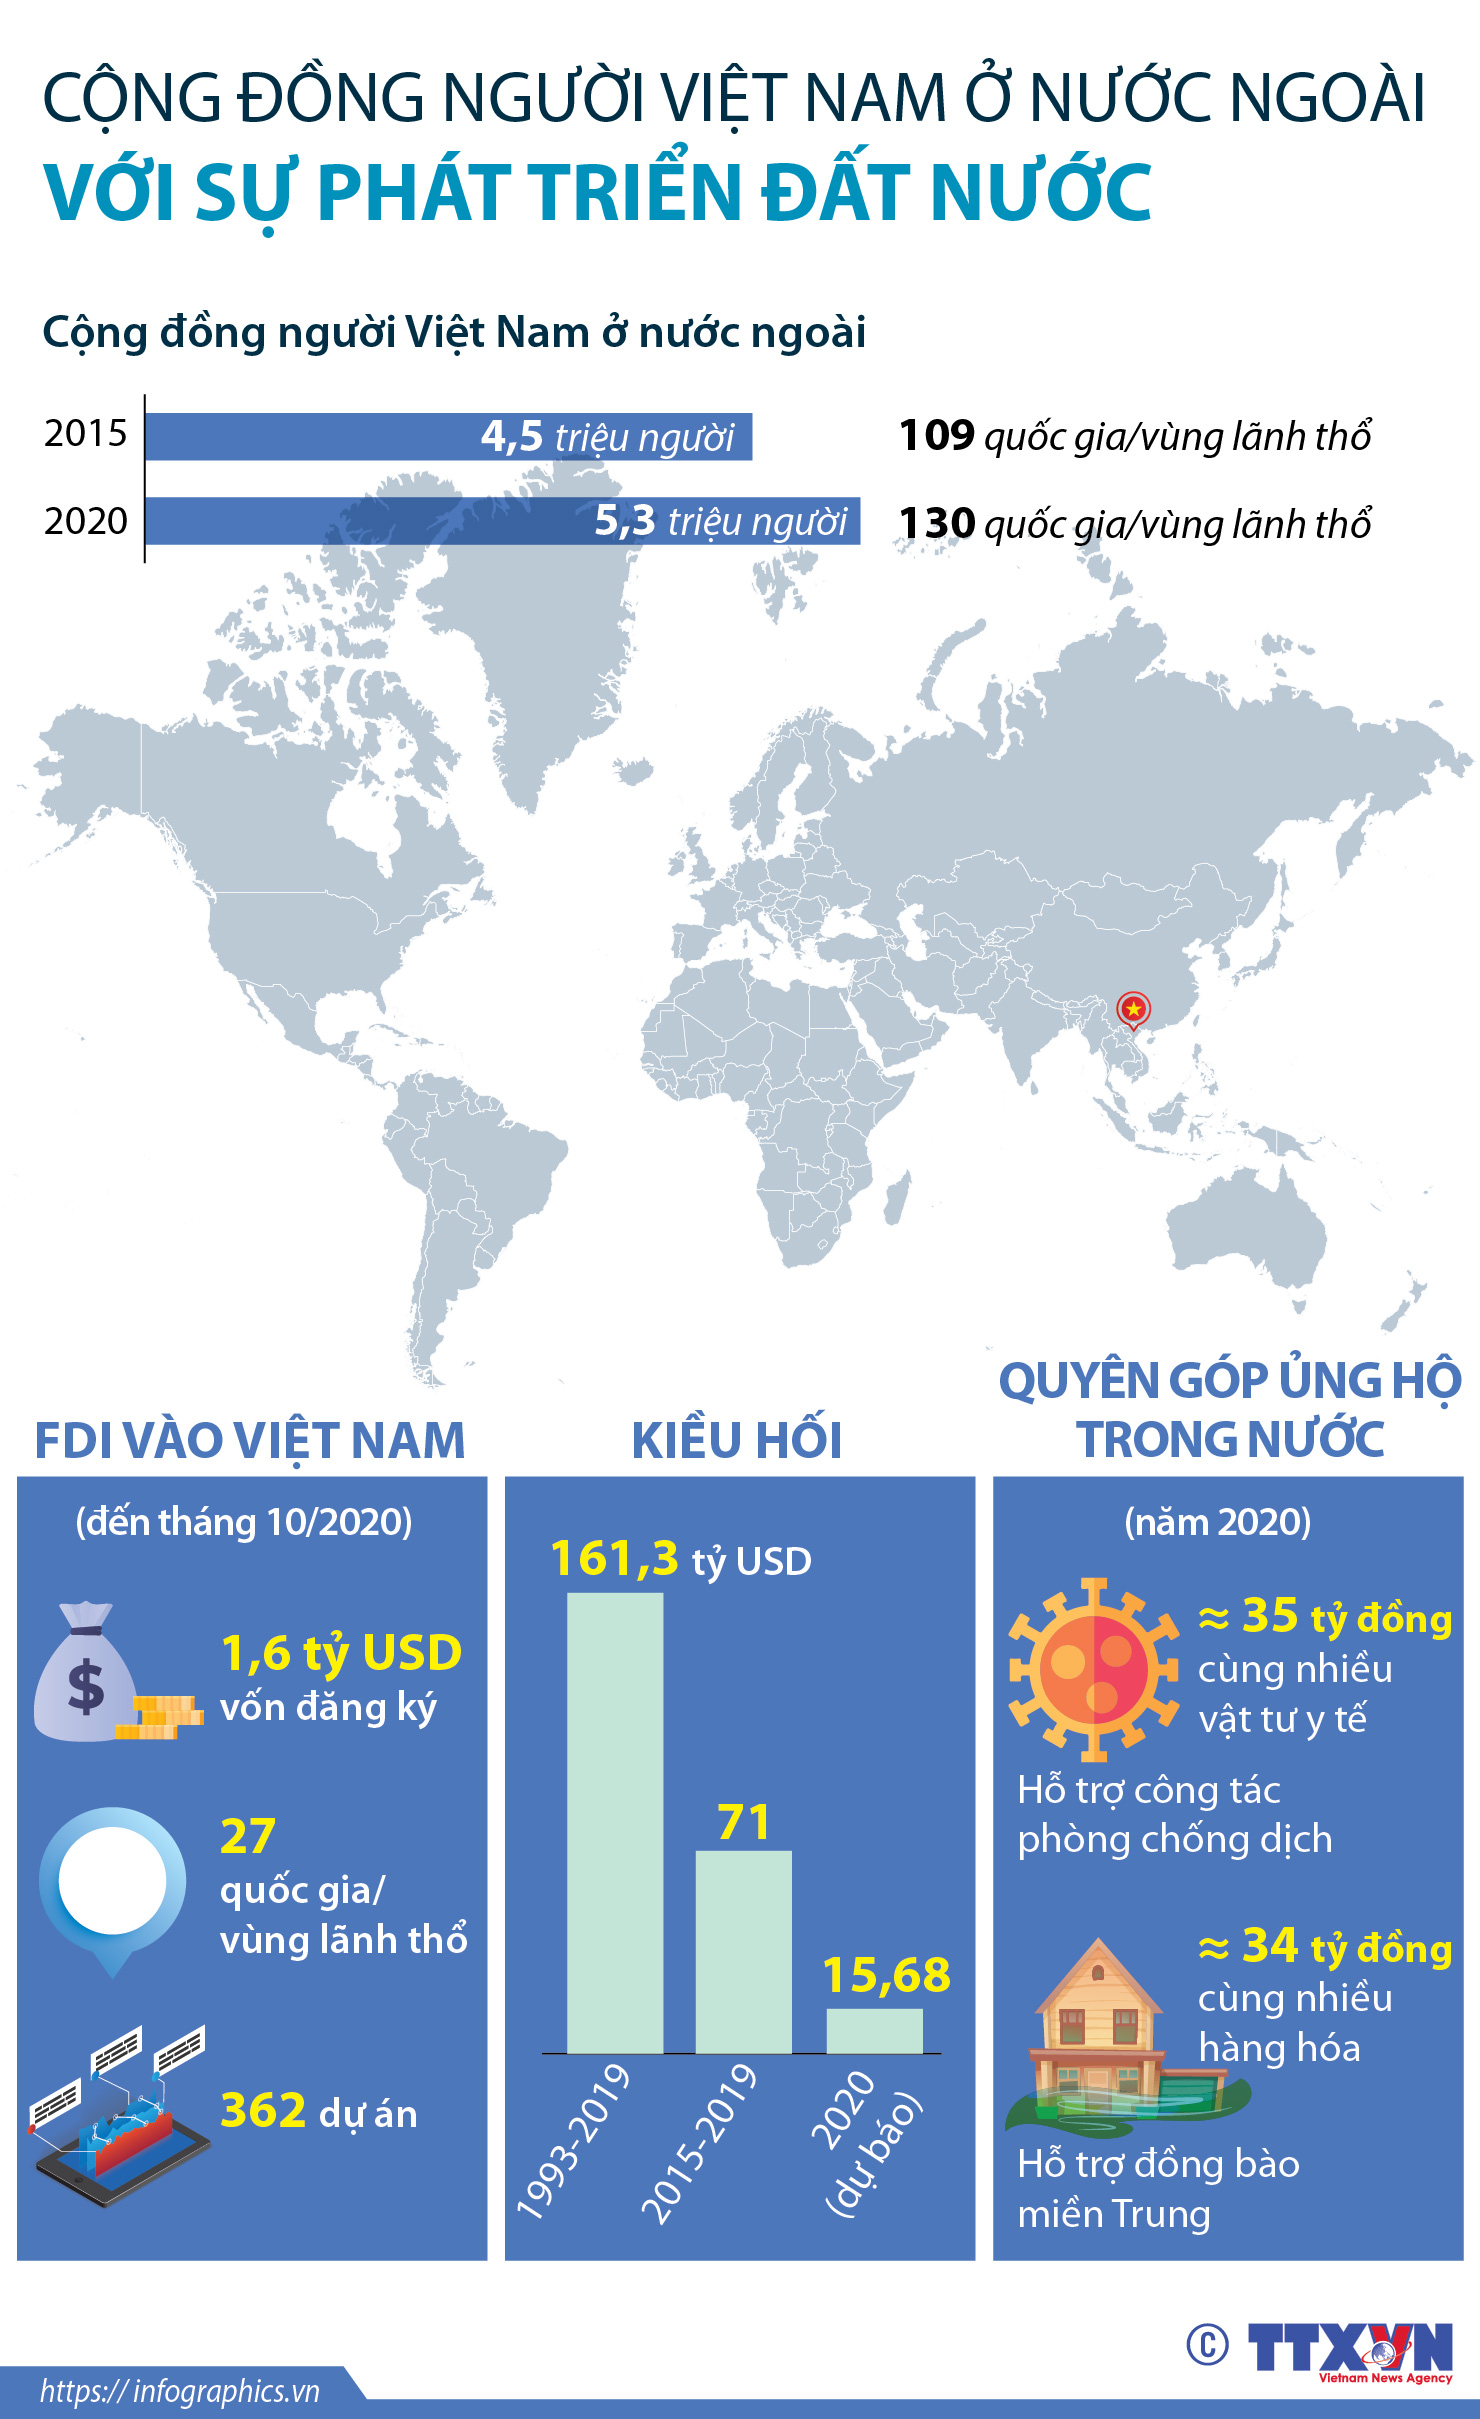 CỘNG ĐỒNG NGƯỜI VIỆT NAM Ở NƯỚC NGOÀI
VỚI SỰ PHÁT TRIỂN ĐẤT NƯỚC
Cộng đồng người Việt Nam ở nước ngoài
2015 4,5 triệu người 109 quốc gia/vùng lãnh thổ
2020 5,3 triệu người 130 quốc gia/vùng lãnh thổ
FDI VÀO VIỆT NAM
(đến tháng 10/2020)
$
1,6 tỷ USD
vốn đăng ký
27
quốc gia/
vùng lãnh thổ
362 dự án
KIỀU HỐI
161,3 tỷ USD
71
15,68
1993-2019
2015-2019
2020
(dự báo)
QUYÊN GÓP ỦNG HỘ
TRONG NƯỚC
(năm 2020)
≈ 35 tỷ đồng
cùng nhiều
vật tư y tế
Hỗ trợ công tác
phòng chống dịch
≈ 34 tỷ đồng
cùng nhiều
hàng hóa
Hỗ trợ đồng bào
miền Trung
© TTXVN
Vietnam News Agency
https:// infographics.vn